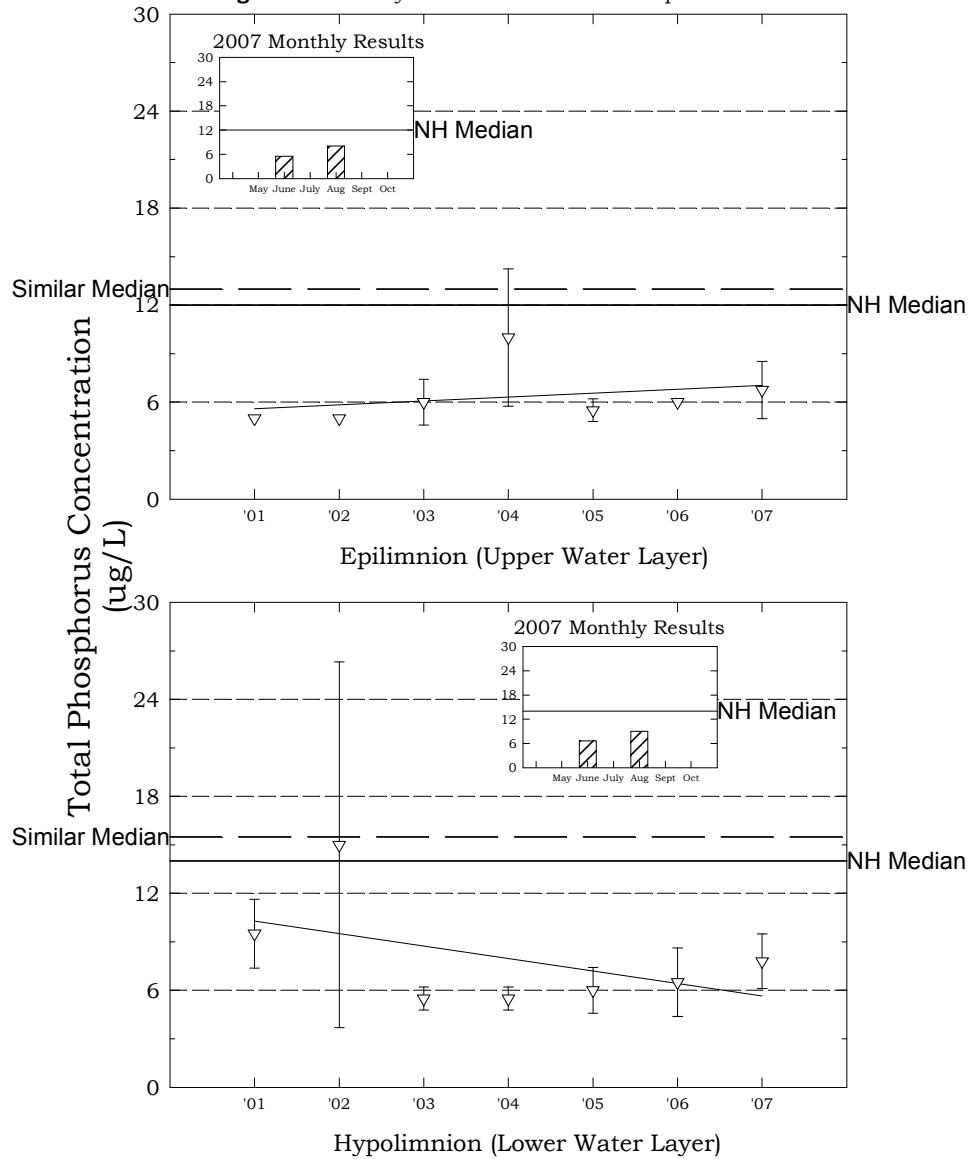 30
2007 Monthly Results
30
24
24
18
12
NH Median
6
0
May June July Aug Sept Oct
18
Similar Median
12
NH Median
6
0
'01 '02 '03 '04 '05 '06 '07
Epilimnion (Upper Water Layer)
Total Phosphorus Concentration
(ug/L)
30
2007 Monthly Results
30
24
24
18
12
NH Median
6
0
May June July Aug Sept Oct
18
Similar Median
NH Median
12
6
0
'01 '02 '03 '04 '05 '06 '07
Hypolimnion (Lower Water Layer)